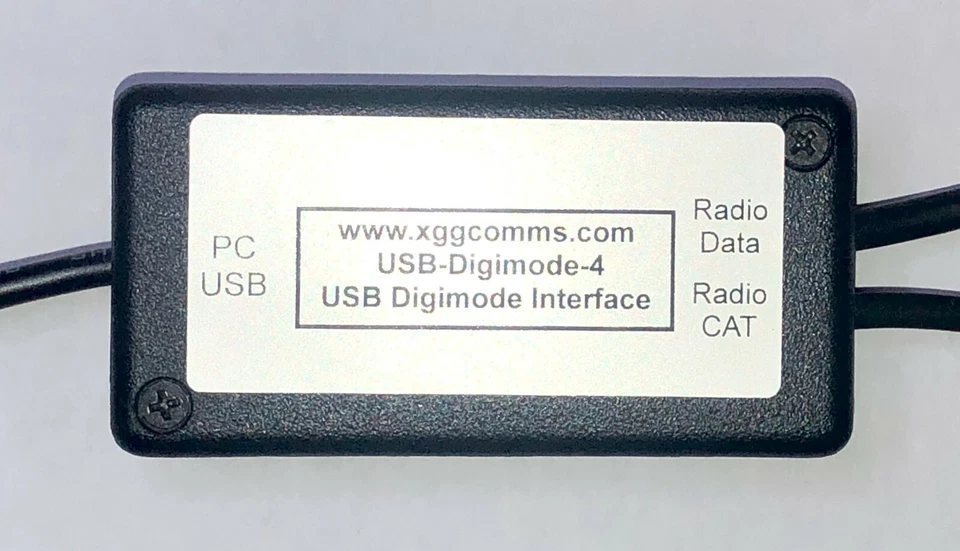 PC
USB
www.xggcomms.com
USB-Digimode-4
USB Digimode Interface
Radio
Data
Radio
CAT